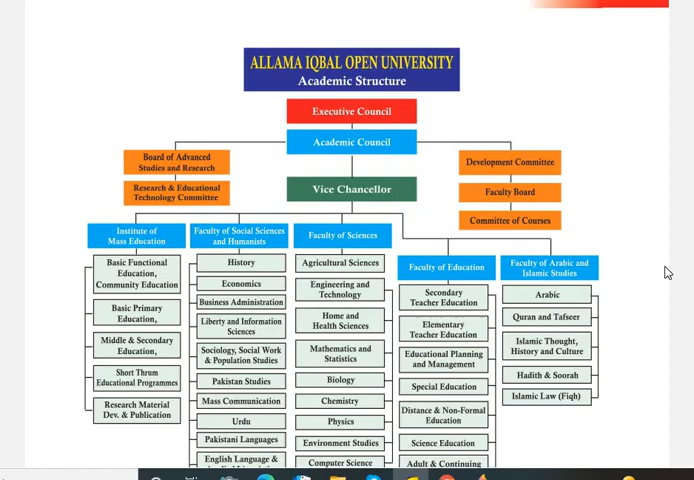 ALLAMA IQBAL OPEN UNIVERSITY
Academic Structure
Executive Council
Academic Council
Board of Advanced
Studies and Research
Research & Educational
Technology Committee
Development Committee
Faculty Board
Committee of Courses
Vice Chancellor
Institute of
Mass Education
Basic Functional
Education,
Community Education
Basic Primary
Education,
Middle & Secondary
Education,
Short Thrum
Educational Programmes
Research Material
Dev. & Publication
Faculty of Social Sciences
and Humanists
History
Economics
Business Administration
Liberty and Information
Sciences
Sociology, Social Work
& Population Studies
Pakistan Studies
Mass Communication
Urdu
Pakistani Languages
English Language &
Faculty of Sciences
Agricultural Sciences
Engineering and
Technology
Home and
Health Sciences
Mathematics and
Statistics
Biology
Chemistry
Physics
Environment Studies
Computer Science
Faculty of Education
Secondary
Teacher Education
Elementary
Teacher Education
Educational Planning
and Management
Special Education
Distance & Non-Formal
Education
Science Education
Adult & Continuing
Faculty of Arabic and
Islamic Studies
Arabic
Quran and Tafseer
Islamic Thought,
History and Culture
Hadith & Soorah
Islamic Law (Fiqh)